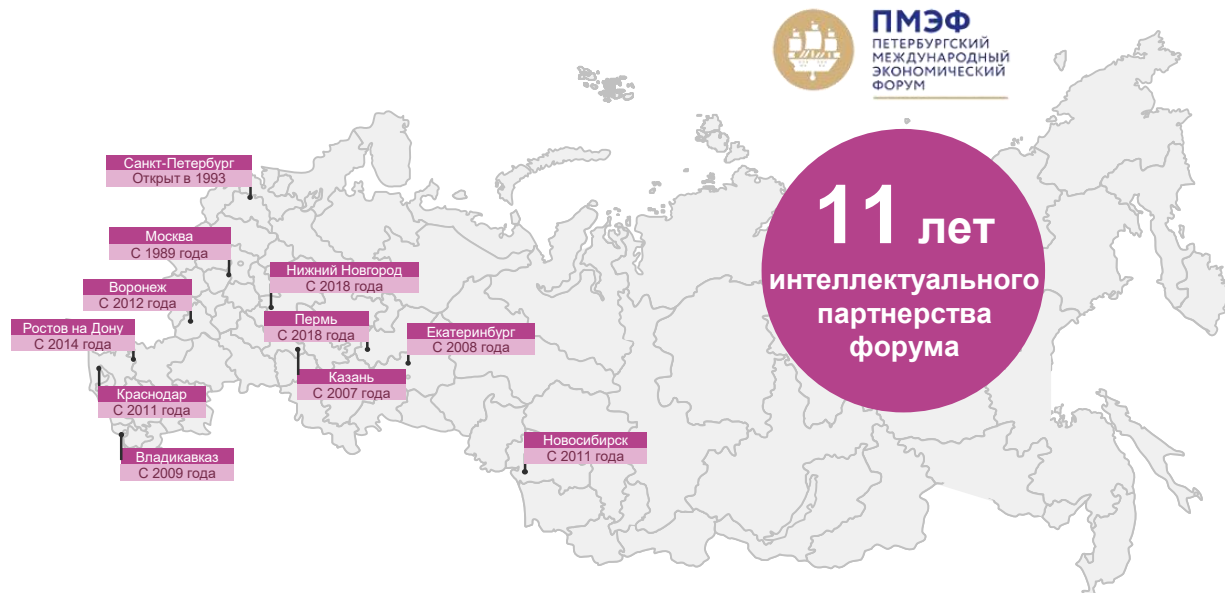 ПМЭФ
ПЕТЕРБУРГСКИЙ
МЕЖДУНАРОДНЫЙ
ЭКОНОМИЧЕСКИЙ
ФОРУМ
Санкт-Петербург
Открыт в 1993
Москва
С 1989 года
Нижний Новгород
С 2018 года
Воронеж
С 2012 года
Пермь
С 2018 года
Ростов на Дону
С 2014 года
Екатеринбург
С 2008 года
Казань
С 2007 года
Краснодар
С 2011 года
Новосибирск
С 2011 года
Владикавказ
С 2009 года
11 лет
интеллектуального
партнерства
форума